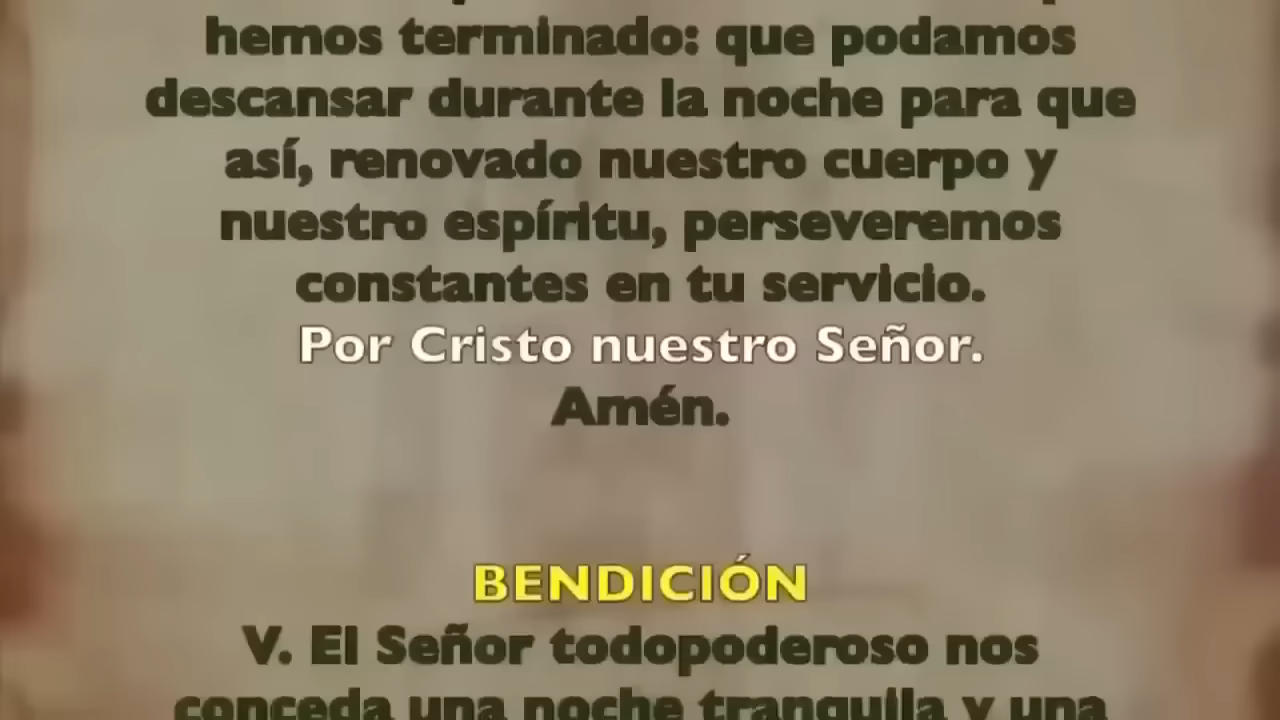 hemos terminado: que podamos
descansar durante la noche para que
así, renovado nuestro cuerpo y
nuestro espíritu, perseveremos
constantes en tu servicio.
Por Cristo nuestro Señor.
Amén.
BENDICIÓN
V. El Señor todopoderoso nos
conceda una noche tranquila y una